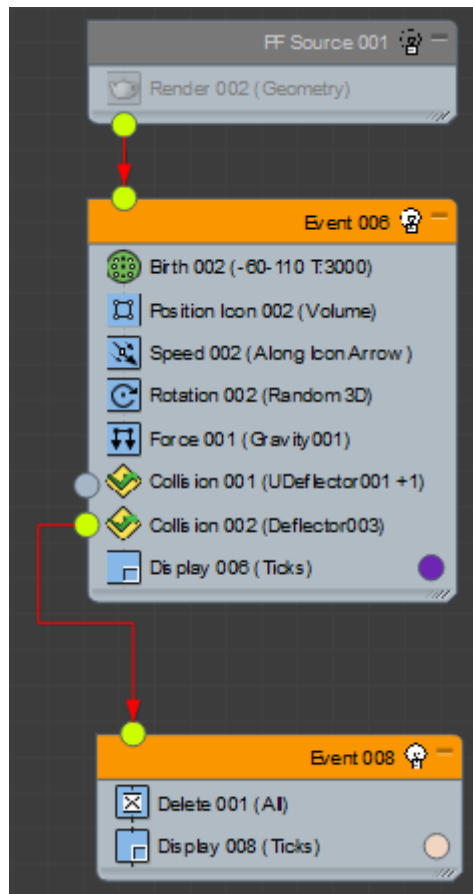 PF Source 001
Render 002 (Geometry)
Event 006
Birth 002 (-60-110 T:3000)
Position Icon 002 (Volume)
Speed 002 (Along Icon Arrow )
Rotation 002 (Random 3D)
Force 001 (Gravity001)
Collision 001 (UDeflector001 +1)
Collision 002 (Deflector003)
Display 006 (Ticks)
Event 008
Delete 001 (All)
Display 008 (Ticks)